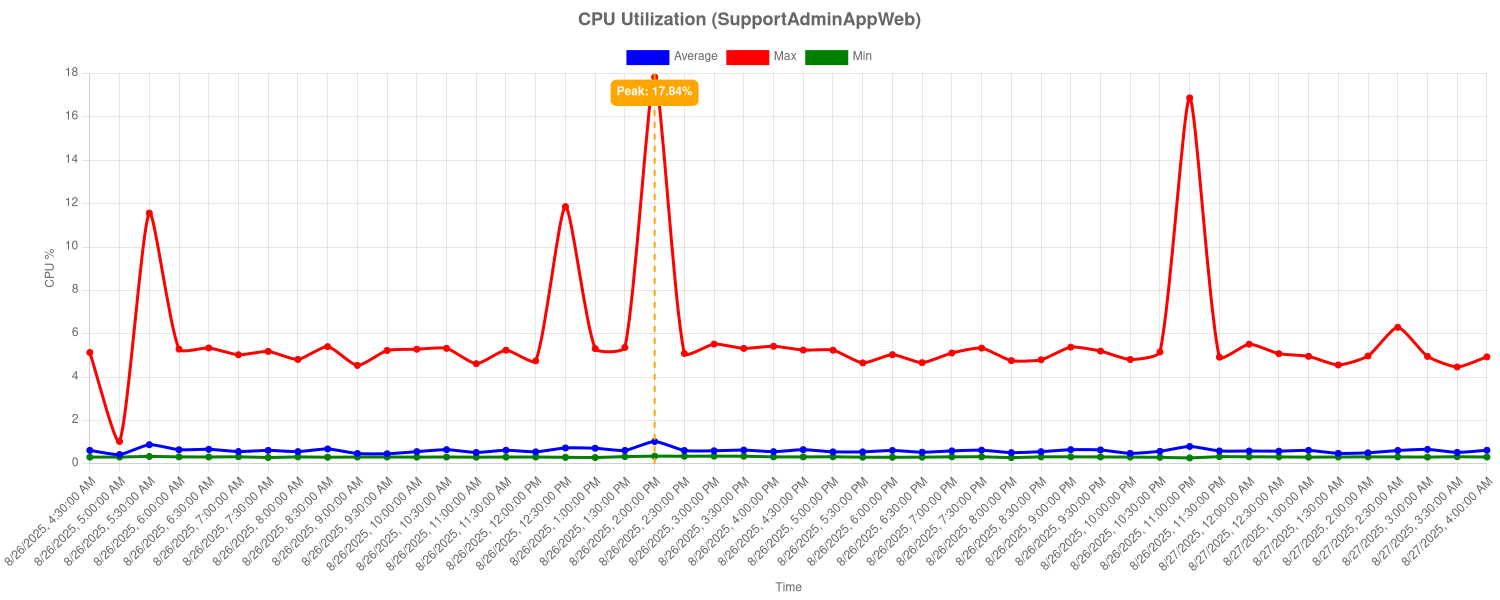 CPU Utilization (SupportAdminAppWeb)
Average Max Min
18
Peak: 17.84%
16
14
12
10
8
6
4
2
0
CPU %
8/26/2025, 4:30:00 AM
8/26/2025, 5:00:00 AM
8/26/2025, 5:30:00 AM
8/26/2025, 6:00:00 AM
8/26/2025, 6:30:00 AM
8/26/2025, 7:00:00 AM
8/26/2025, 7:30:00 AM
8/26/2025, 8:00:00 AM
8/26/2025, 8:30:00 AM
8/26/2025, 9:00:00 AM
8/26/2025, 9:30:00 AM
8/26/2025, 10:00:00 AM
8/26/2025, 10:30:00 AM
8/26/2025, 11:00:00 AM
8/26/2025, 11:30:00 AM
8/26/2025, 12:00:00 PM
8/26/2025, 12:30:00 PM
8/26/2025, 1:00:00 PM
8/26/2025, 1:30:00 PM
8/26/2025, 2:00:00 PM
8/26/2025, 2:30:00 PM
8/26/2025, 3:00:00 PM
8/26/2025, 3:30:00 PM
8/26/2025, 4:00:00 PM
8/26/2025, 4:30:00 PM
8/26/2025, 5:00:00 PM
8/26/2025, 5:30:00 PM
8/26/2025, 6:00:00 PM
8/26/2025, 6:30:00 PM
8/26/2025, 7:00:00 PM
8/26/2025, 7:30:00 PM
8/26/2025, 8:00:00 PM
8/26/2025, 8:30:00 PM
8/26/2025, 9:00:00 PM
8/26/2025, 9:30:00 PM
8/26/2025, 10:00:00 PM
8/26/2025, 10:30:00 PM
8/26/2025, 11:00:00 PM
8/26/2025, 11:30:00 PM
8/27/2025, 12:00:00 AM
8/27/2025, 12:30:00 AM
8/27/2025, 1:00:00 AM
8/27/2025, 1:30:00 AM
8/27/2025, 2:00:00 AM
8/27/2025, 2:30:00 AM
8/27/2025, 3:00:00 AM
8/27/2025, 3:30:00 AM
8/27/2025, 4:00:00 AM
Time